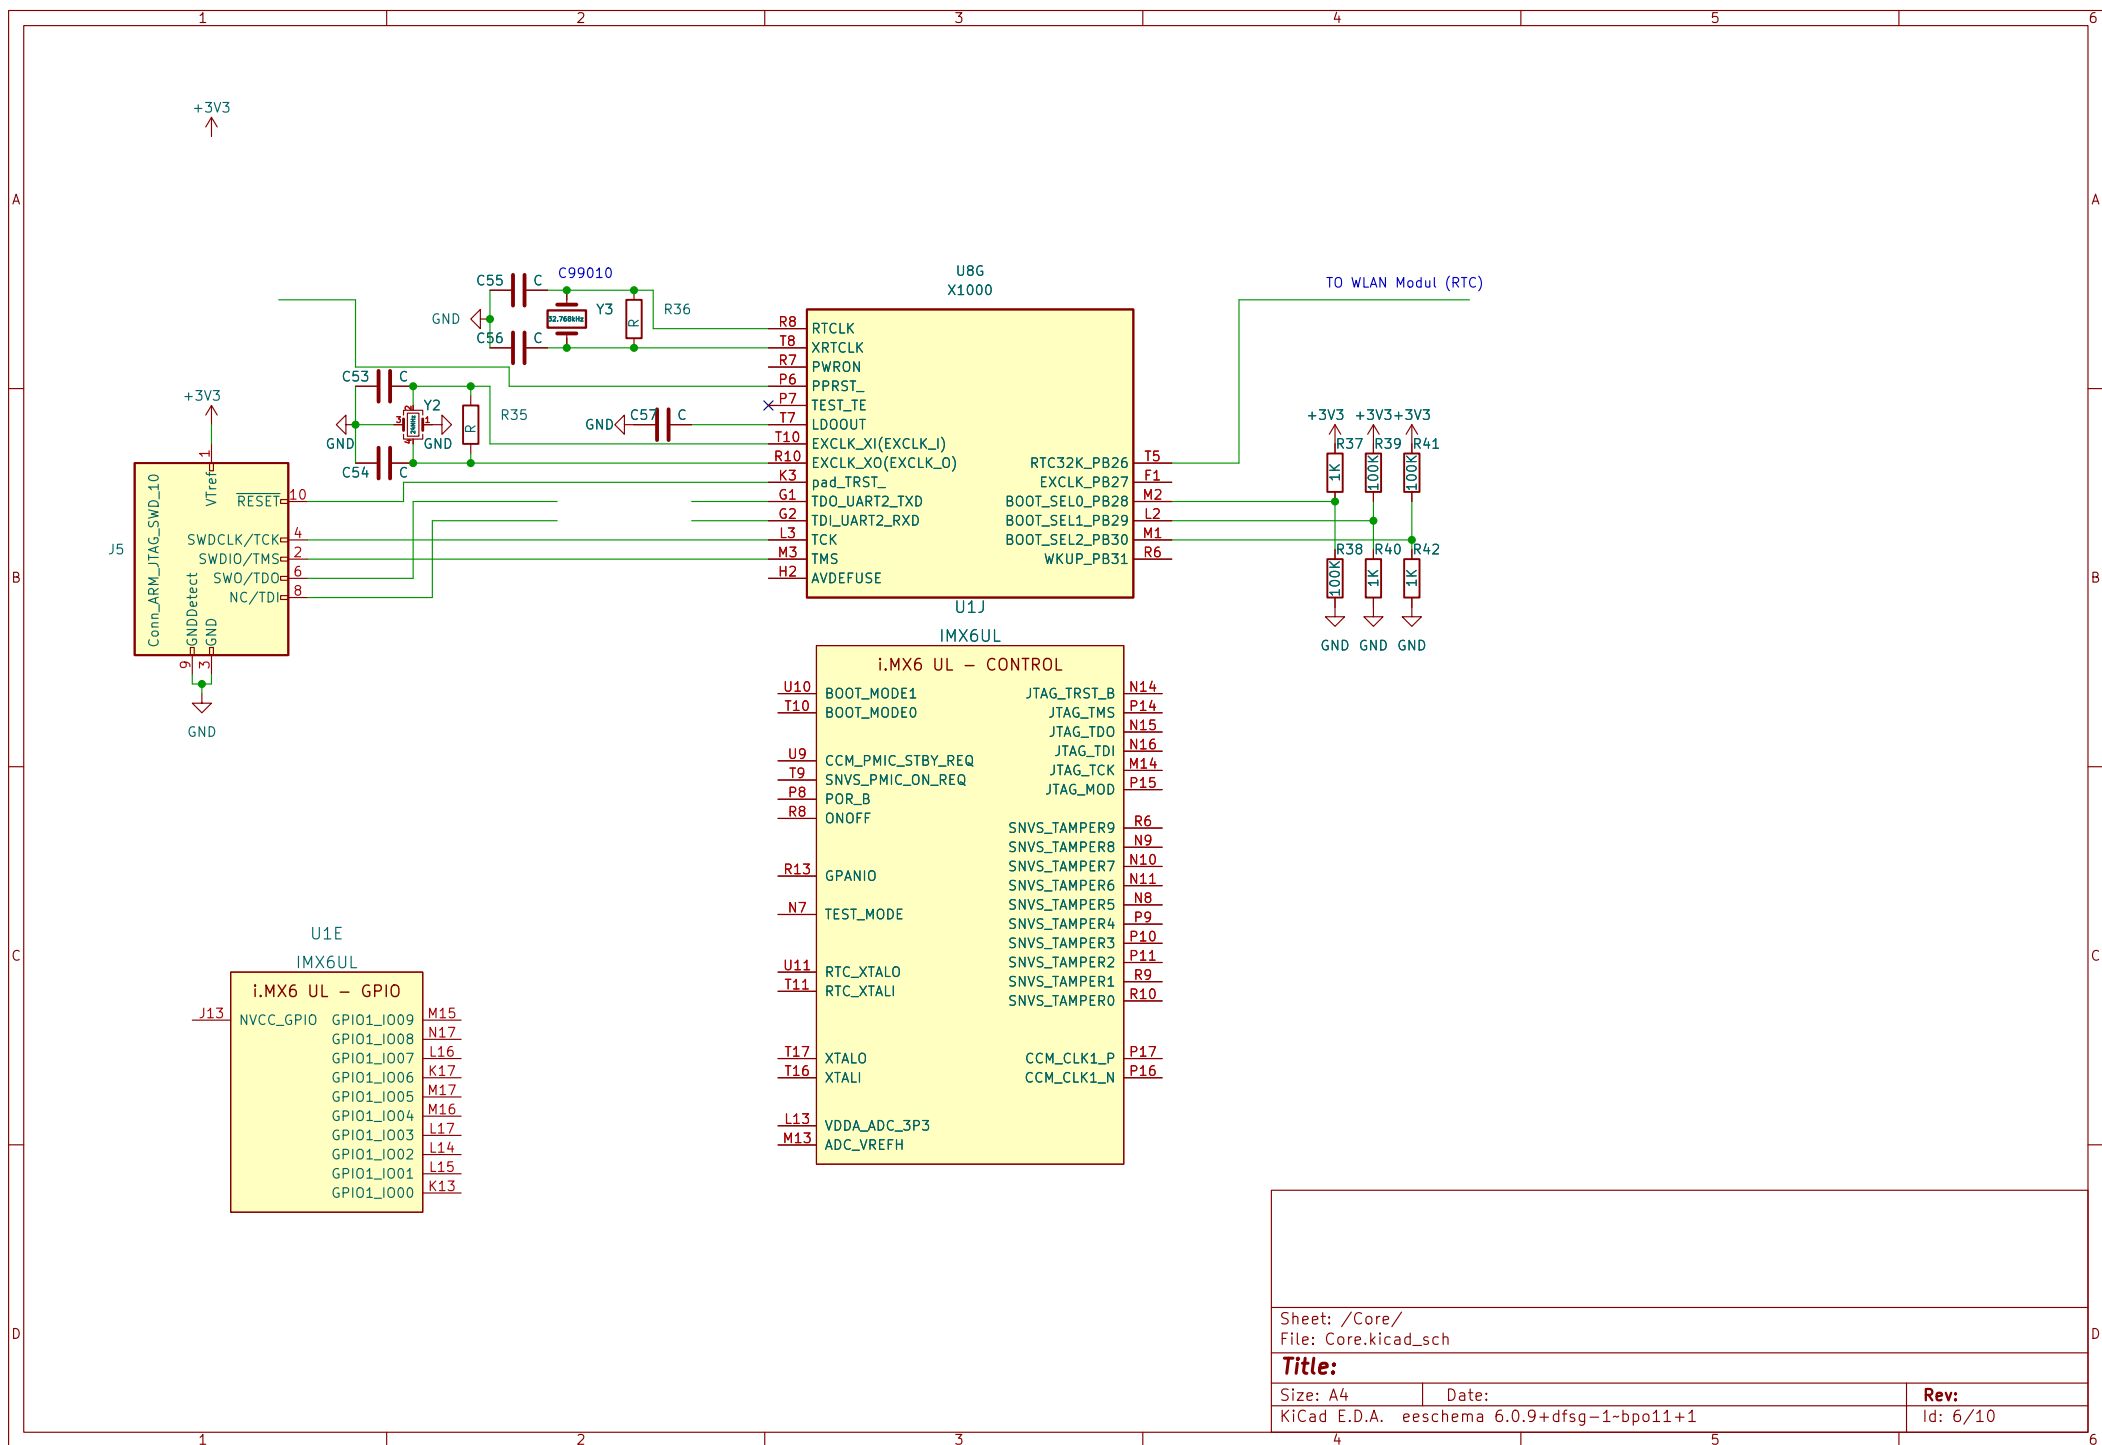 1 2 3 4 5 6
A A
B B
C C
D D
+3V3
C55 C
C99010
Y3
32.768kHz
R36
R
GND
C56 C
U8G
X1000
TO WLAN Modul (RTC)
R8 RTCLK
T8 XRTCLK
R7 PWRON
P6 PPRST_
P7 TEST_TE
T7 LDOOUT
T10 EXCLK_XI(EXCLK_I)
R10 EXCLK_XO(EXCLK_O)
K3 pad_TRST_
G1 TDO_UART2_TXD
G2 TDI_UART2_RXD
L3 TCK
M3 TMS
H2 AVDEFUSE
RTC32K_PB26 T5
EXCLK_PB27 F1
BOOT_SEL0_PB28 M2
BOOT_SEL1_PB29 L2
BOOT_SEL2_PB30 M1
WKUP_PB31 R6
C53 C
Y2
24MHz
2
3 1
4
R35
R
GND GND
C54 C
GND C57 C
+3V3
1
VTref
RESET 10
SWDCLK/TCK 4
SWDIO/TMS 2
SWO/TDO 6
NC/TDI 8
J5
Conn_ARM_JTAG_SWD_10
GNDDetect
GND
9 3
GND
+3V3 +3V3 +3V3
R37 R39 R41
1K 100K 100K
R38 R40 R42
100K 1K 1K
GND GND GND
U1J
IMX6UL
i.MX6 UL - CONTROL
U10 BOOT_MODE1
T10 BOOT_MODE0
U9 CCM_PMIC_STBY_REQ
T9 SNVS_PMIC_ON_REQ
P8 POR_B
R8 ONOFF
R13 GPANIO
N7 TEST_MODE
U11 RTC_XTALO
T11 RTC_XTALI
T17 XTALO
T16 XTALI
L13 VDDA_ADC_3P3
M13 ADC_VREFH
JTAG_TRST_B N14
JTAG_TMS P14
JTAG_TDO N15
JTAG_TDI N16
JTAG_TCK M14
JTAG_MOD P15
SNVS_TAMPER9 R6
SNVS_TAMPER8 N9
SNVS_TAMPER7 N10
SNVS_TAMPER6 N11
SNVS_TAMPER5 N8
SNVS_TAMPER4 P9
SNVS_TAMPER3 P10
SNVS_TAMPER2 P11
SNVS_TAMPER1 R9
SNVS_TAMPER0 R10
CCM_CLK1_P P17
CCM_CLK1_N P16
U1E
IMX6UL
i.MX6 UL - GPIO
J13 NVCC_GPIO
GPIO1_IO09 M15
GPIO1_IO08 N17
GPIO1_IO07 L16
GPIO1_IO06 K17
GPIO1_IO05 M17
GPIO1_IO04 M16
GPIO1_IO03 L17
GPIO1_IO02 L14
GPIO1_IO01 L15
GPIO1_IO00 K13
Sheet: /Core/
File: Core.kicad_sch
Title:
Size: A4 Date: Rev:
KiCad E.D.A. eeschema 6.0.9+dfsg-1~bpo11+1 Id: 6/10
1 2 3 4 5 6